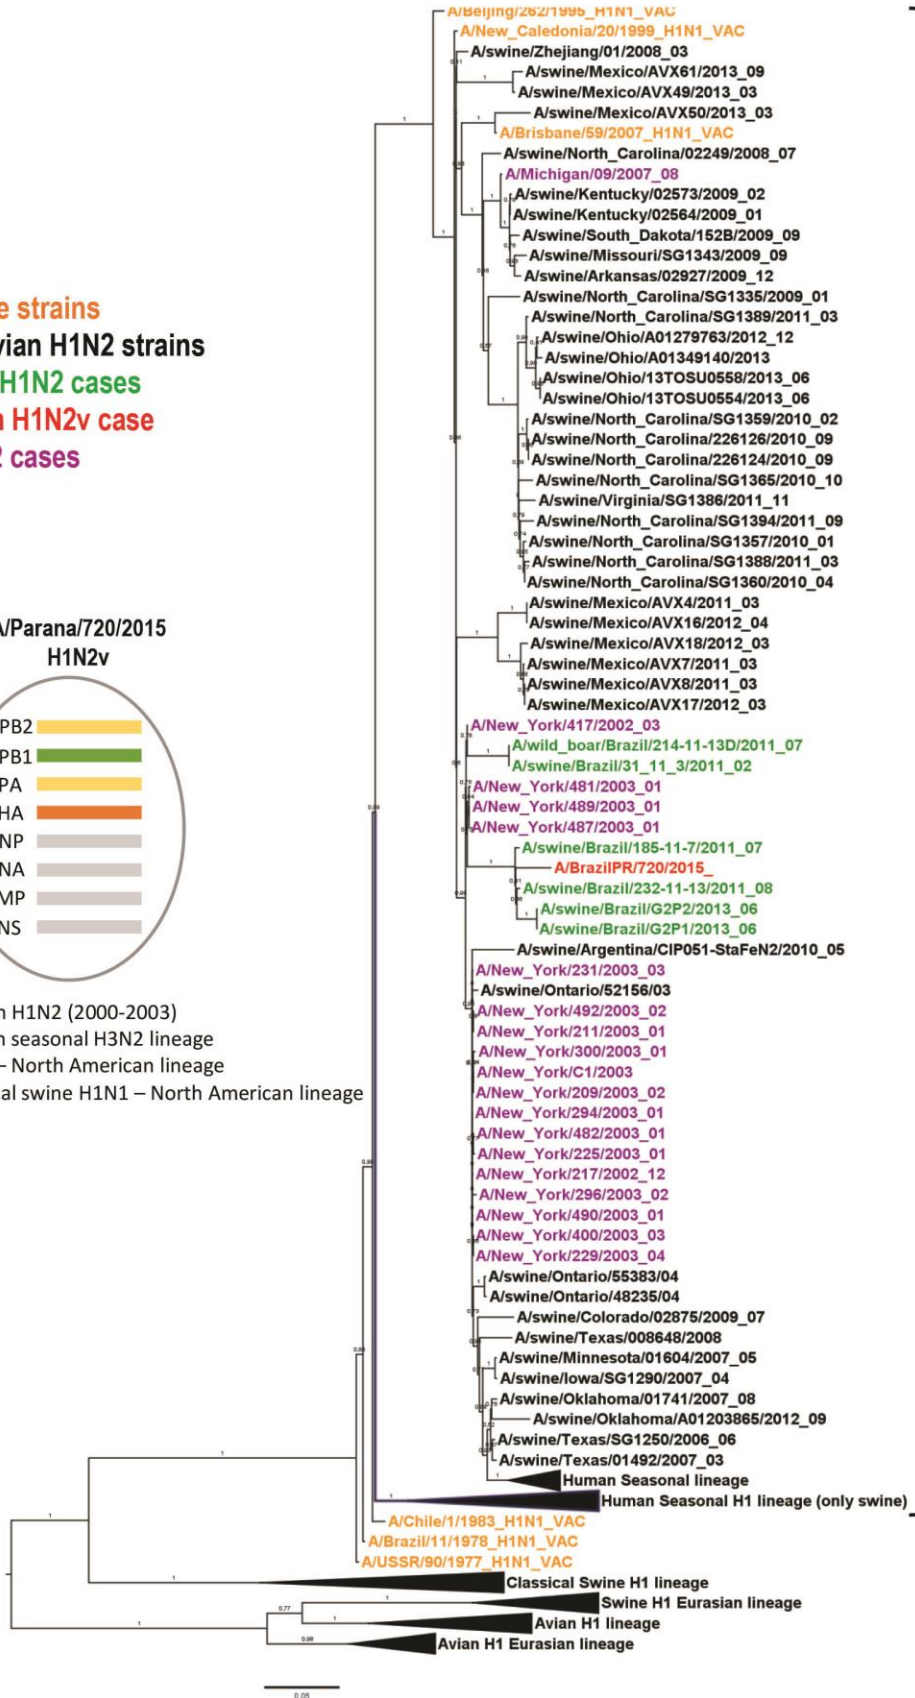 A/Beijing/262/1995_H1N1_VAC
A/New_Caledonia/20/1999_H1N1_VAC
A/swine/Zhejiang/01/2008_03
A/swine/Mexico/AVX61/2013_09
A/swine/Mexico/AVX49/2013_03
A/swine/Mexico/AVX50/2013_03
A/Brisbane/59/2007_H1N1_VAC
A/swine/North_Carolina/02249/2008_07
A/Michigan/09/2007_08
A/swine/Kentucky/02573/2009_02
A/swine/Kentucky/02564/2009_01
A/swine/South_Dakota/152B/2009_09
A/swine/Missouri/SG1343/2009_09
A/swine/Arkansas/02927/2009_12
A/swine/North_Carolina/SG1335/2009_01
A/swine/North_Carolina/SG1389/2011_03
A/swine/Ohio/A01279763/2012_12
A/swine/Ohio/A01349140/2013
A/swine/Ohio/13TOSU0558/2013_06
A/swine/Ohio/13TOSU0554/2013_06
A/swine/North_Carolina/SG1359/2010_02
A/swine/North_Carolina/226126/2010_09
A/swine/North_Carolina/226124/2010_09
A/swine/North_Carolina/SG1365/2010_10
A/swine/Virginia/SG1386/2011_11
A/swine/North_Carolina/SG1394/2011_09
A/swine/North_Carolina/SG1357/2010_01
A/swine/North_Carolina/SG1388/2011_03
A/swine/North_Carolina/SG1360/2010_04
A/swine/Mexico/AVX4/2011_03
A/swine/Mexico/AVX16/2012_04
A/swine/Mexico/AVX18/2012_03
A/swine/Mexico/AVX7/2011_03
A/swine/Mexico/AVX8/2011_03
A/swine/Mexico/AVX17/2012_03
A/New_York/417/2002_03
A/wild_boar/Brazil/214-11-13D/2011_07
A/swine/Brazil/31_11_3/2011_02
A/New_York/481/2003_01
A/New_York/489/2003_01
A/New_York/487/2003_01
A/swine/Brazil/185-11-7/2011_07
A/BrazilPR/720/2015_
A/swine/Brazil/232-11-13/2011_08
A/swine/Brazil/G2P2/2013_06
A/swine/Brazil/G2P1/2013_06
A/swine/Argentina/CIP051-StaFeN2/2010_05
A/New_York/231/2003_03
A/swine/Ontario/52156/03
A/New_York/492/2003_02
A/New_York/211/2003_01
A/New_York/300/2003_01
A/New_York/C1/2003
A/New_York/209/2003_02
A/New_York/294/2003_01
A/New_York/482/2003_01
A/New_York/225/2003_01
A/New_York/217/2002_12
A/New_York/296/2003_02
A/New_York/490/2003_01
A/New_York/400/2003_03
A/New_York/229/2003_04
A/swine/Ontario/55383/04
A/swine/Ontario/48235/04
A/swine/Colorado/02875/2009_07
A/swine/Texas/008648/2008
A/swine/Minnesota/01604/2007_05
A/swine/Iowa/SG1290/2007_04
A/swine/Oklahoma/01741/2007_08
A/swine/Oklahoma/A01203865/2012_09
A/swine/Texas/SG1250/2006_06
A/swine/Texas/01492/2007_03
Human Seasonal lineage
Human Seasonal H1 lineage (only swine)
A/Chile/1/1983_H1N1_VAC
A/Brazil/11/1978_H1N1_VAC
A/USSR/90/1977_H1N1_VAC
Classical Swine H1 lineage
Swine H1 Eurasian lineage
Avian H1 lineage
Avian H1 Eurasian lineage
0.05
strains
H1N2 strains
H1N2 cases
H1N2v case
cases
A/Parana/720/2015
H1N2v
PB2
PB1
PA
HA
NP
NA
MP
NS
H1N2 (2000-2003)
seasonal H3N2 lineage
– North American lineage
swine H1N1 – North American lineage